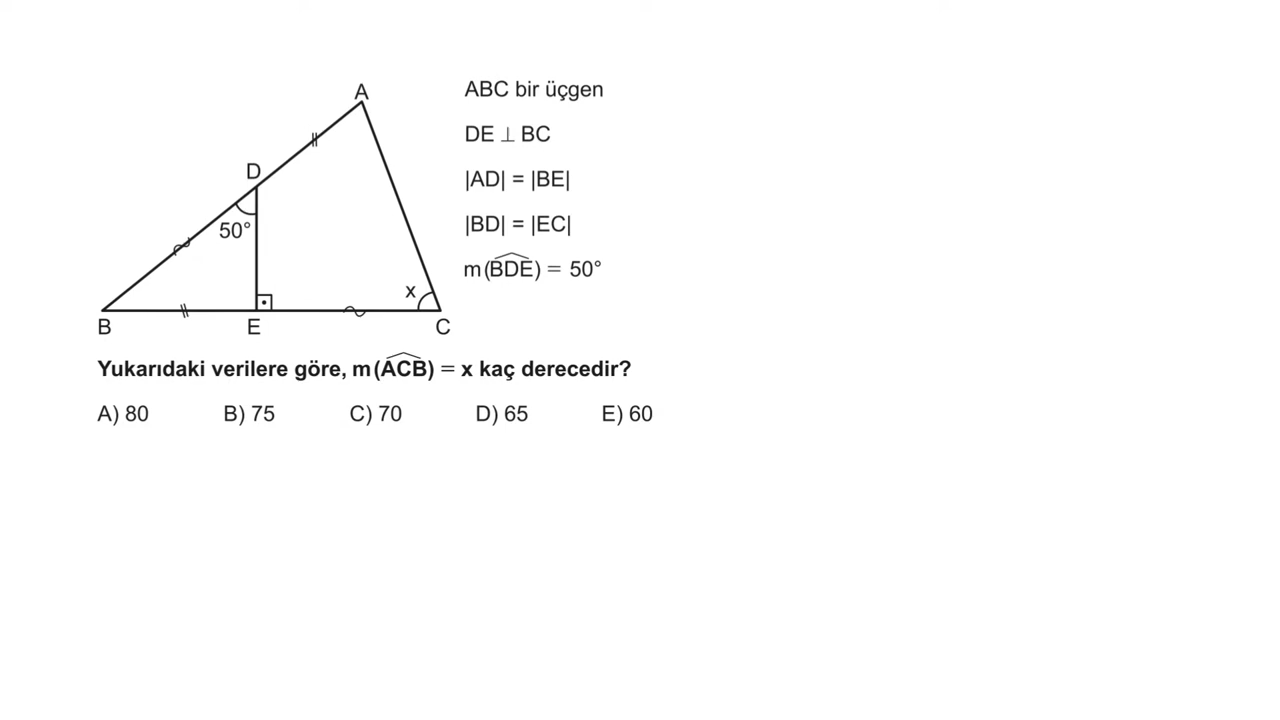 A
ABC bir üçgen
DE ⊥ BC
D
|AD| = |BE|
50°
|BD| = |EC|
m(BDE) = 50°
x
B
E
C
Yukarıdaki verilere göre, m(ACB) = x kaç derecedir?
A) 80 B) 75 C) 70 D) 65 E) 60